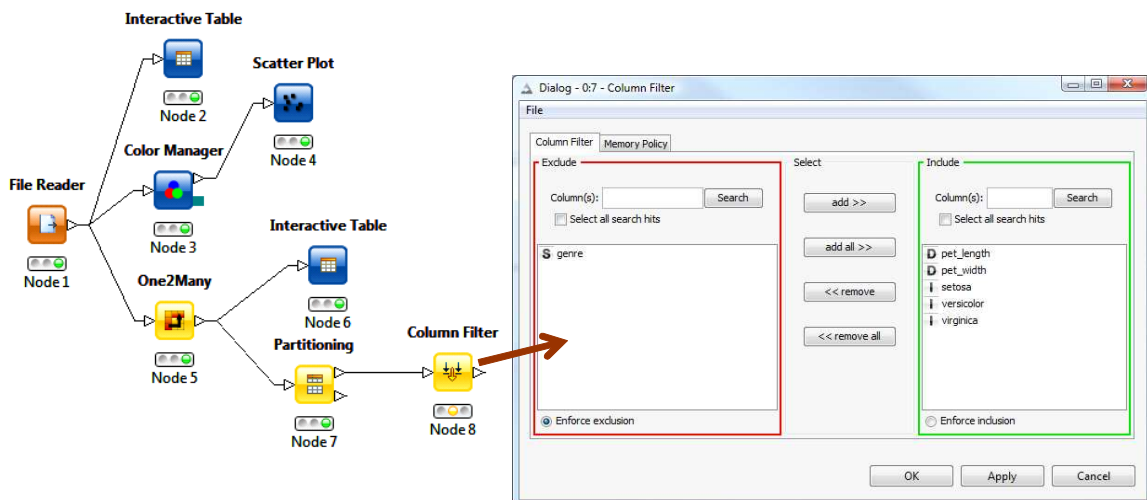 Interactive Table
Node 2
Scatter Plot
Node 4
Color Manager
Node 3
File Reader
Node 1
Interactive Table
Node 6
One2Many
Node 5
Partitioning
Node 7
Column Filter
Node 8
Dialog - 0:7 - Column Filter
File
Column Filter Memory Policy
Exclude
Column(s): Search
Select all search hits
S genre
Enforce exclusion
Select
add >>
add all >>
<< remove
<< remove all
Include
Column(s): Search
Select all search hits
D pet_length
D pet_width
I setosa
I versicolor
I virginica
Enforce inclusion
OK Apply Cancel